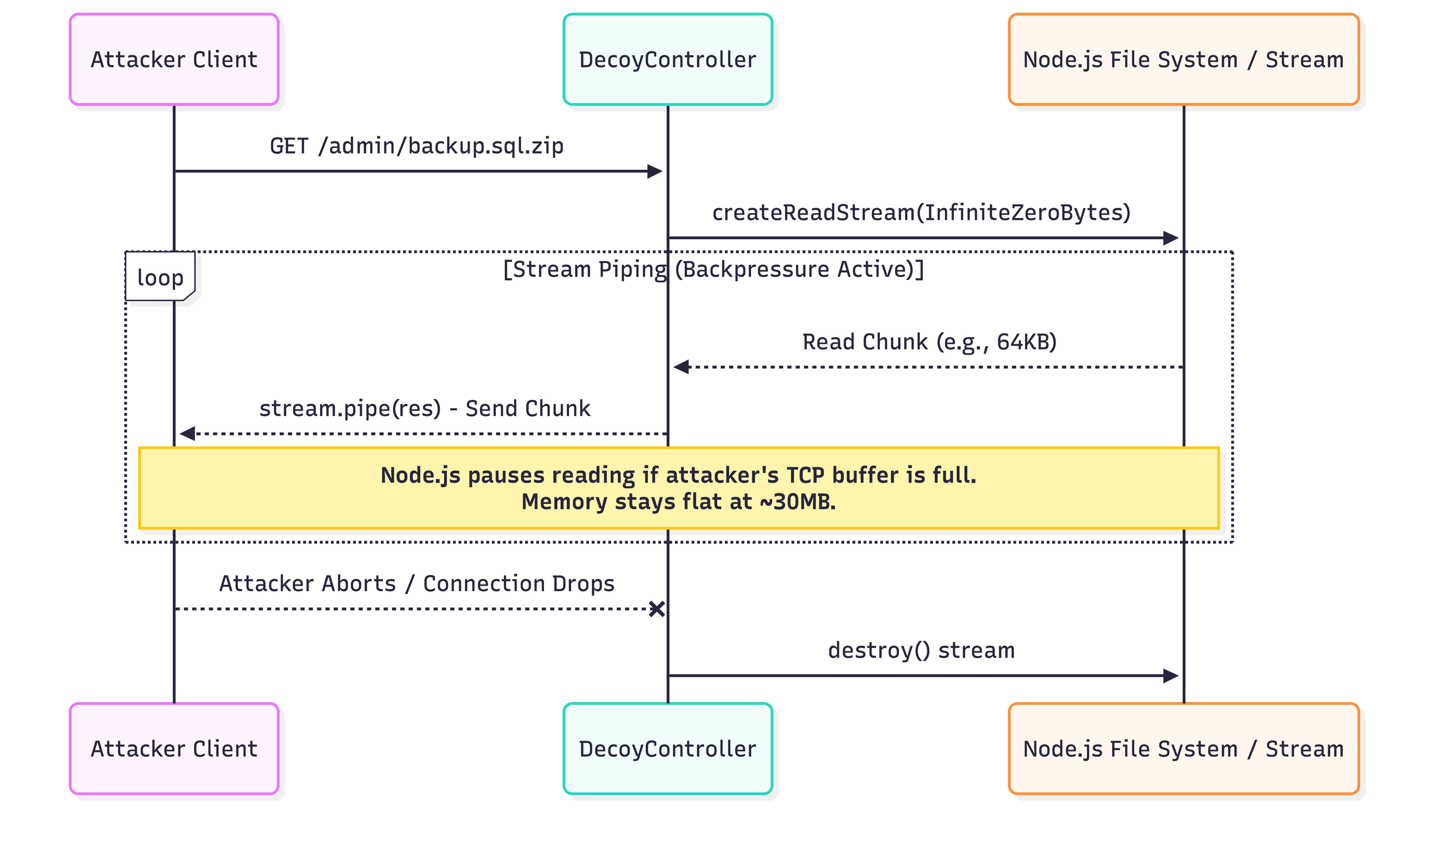 Attacker Client
DecoyController
Node.js File System / Stream
GET /admin/backup.sql.zip
createReadStream(InfiniteZeroBytes)
loop
[Stream Piping (Backpressure Active)]
Read Chunk (e.g., 64KB)
stream.pipe(res) - Send Chunk
Node.js pauses reading if attacker's TCP buffer is full.
Memory stays flat at ~30MB.
Attacker Aborts / Connection Drops
destroy() stream
Attacker Client
DecoyController
Node.js File System / Stream